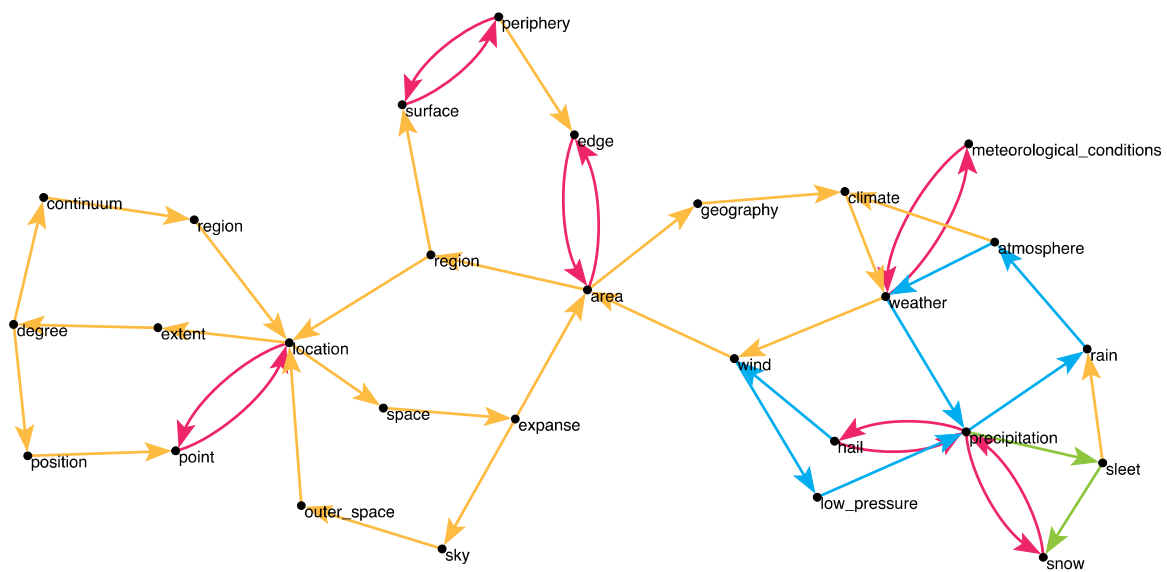 periphery
surface
edge
meteorological_conditions
continuum
climate
geography
region
atmosphere
region
area
weather
degree
extent
location
rain
wind
space
expanse
precipitation
hail
position
point
sleet
low_pressure
outer_space
sky
snow